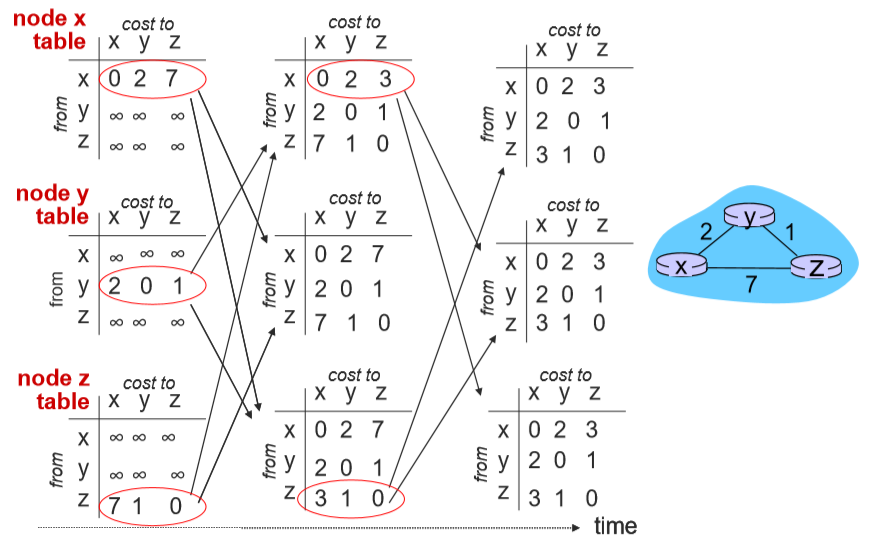 node x table
cost to
x y z
from
x 0 2 7
y ∞ ∞ ∞
z ∞ ∞ ∞
cost to
x y z
from
x 0 2 3
y 2 0 1
z 7 1 0
cost to
x y z
from
x 0 2 3
y 2 0 1
z 3 1 0
node y table
cost to
x y z
from
x ∞ ∞ ∞
y 2 0 1
z ∞ ∞ ∞
cost to
x y z
from
x 0 2 7
y 2 0 1
z 7 1 0
cost to
x y z
from
x 0 2 3
y 2 0 1
z 3 1 0
node z table
cost to
x y z
from
x ∞ ∞ ∞
y ∞ ∞ ∞
z 7 1 0
cost to
x y z
from
x 0 2 7
y 2 0 1
z 3 1 0
cost to
x y z
from
x 0 2 3
y 2 0 1
z 3 1 0
time
y
2 1
x z
7